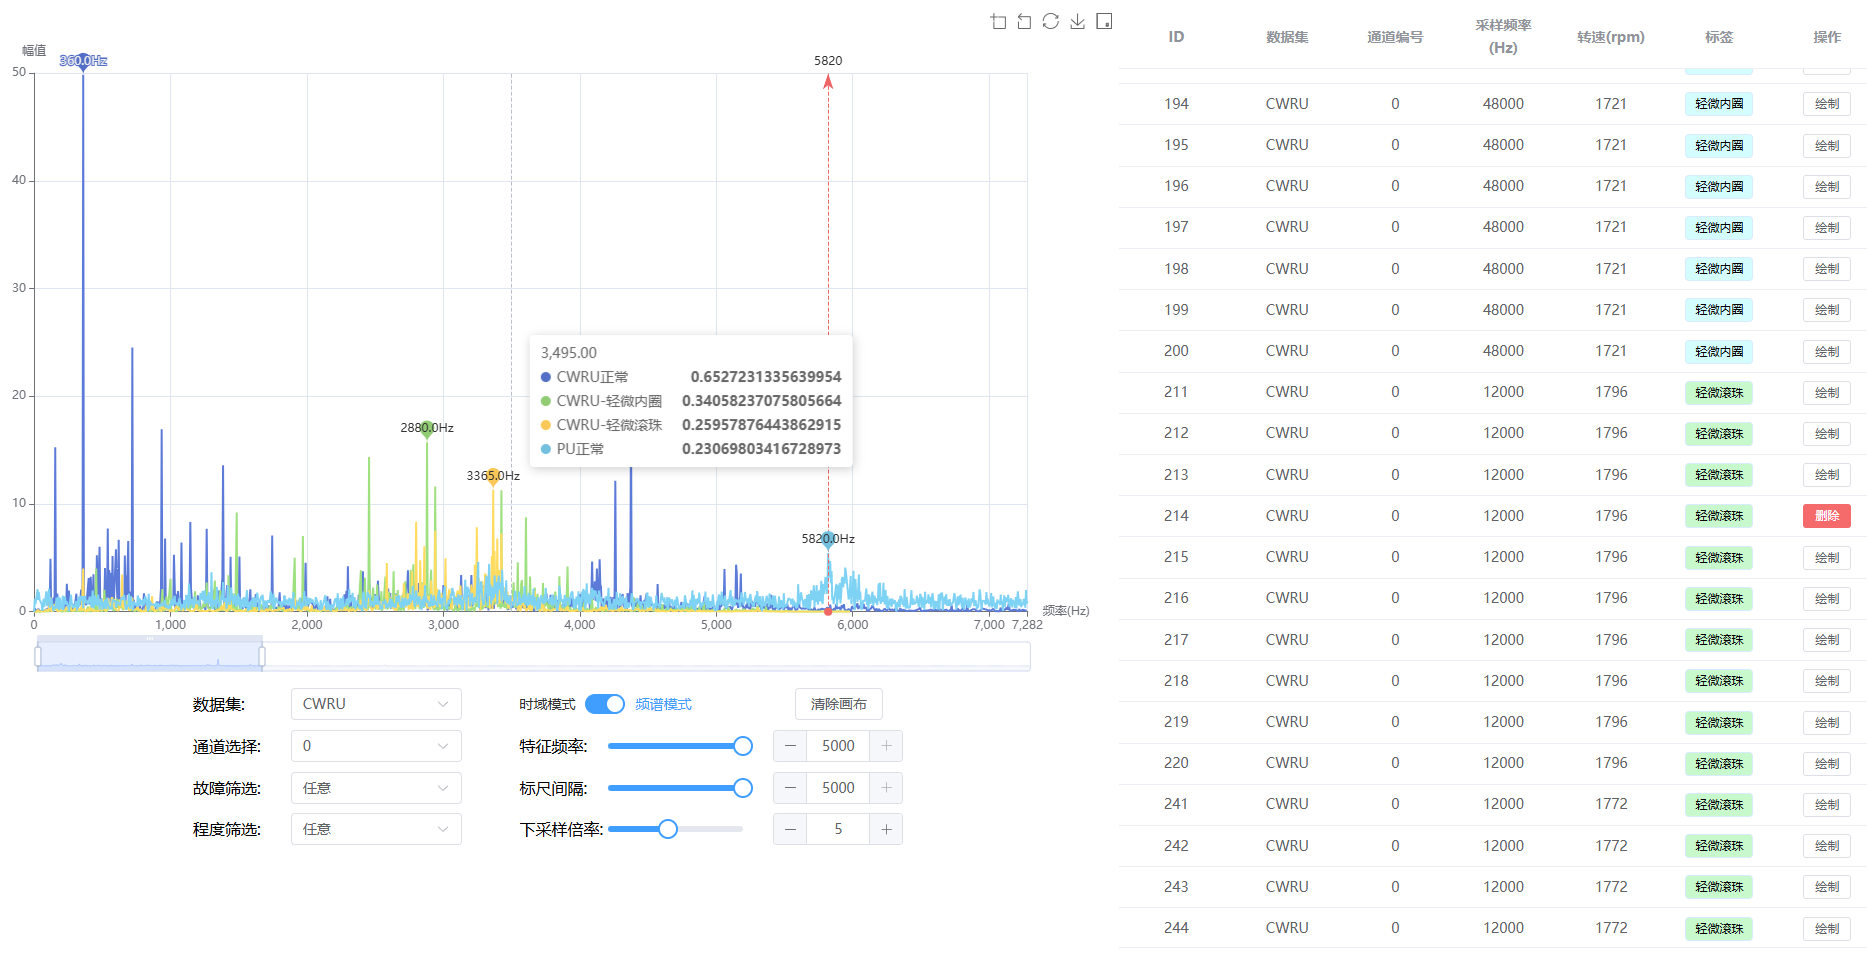 幅值
360.0Hz
5820
50
40
30
20
10
0
2880.0Hz
3365.0Hz
5820.0Hz
3,495.00
CWRU正常 0.6527231335639954
CWRU-轻微内圈 0.34058237075805664
CWRU-轻微滚珠 0.25957876443862915
PU正常 0.23069803416728973
0 1,000 2,000 3,000 4,000 5,000 6,000 7,000 7,282
频率(Hz)
数据集: CWRU 时域模式 频谱模式 清除画布
通道选择: 0 特征频率: 5000
故障筛选: 任意 标尺间隔: 5000
程度筛选: 任意 下采样倍率: 5
ID 数据集 通道编号 采样频率(Hz) 转速(rpm) 标签 操作
194 CWRU 0 48000 1721 轻微内圈 绘制
195 CWRU 0 48000 1721 轻微内圈 绘制
196 CWRU 0 48000 1721 轻微内圈 绘制
197 CWRU 0 48000 1721 轻微内圈 绘制
198 CWRU 0 48000 1721 轻微内圈 绘制
199 CWRU 0 48000 1721 轻微内圈 绘制
200 CWRU 0 48000 1721 轻微内圈 绘制
211 CWRU 0 12000 1796 轻微滚珠 绘制
212 CWRU 0 12000 1796 轻微滚珠 绘制
213 CWRU 0 12000 1796 轻微滚珠 绘制
214 CWRU 0 12000 1796 轻微滚珠 删除
215 CWRU 0 12000 1796 轻微滚珠 绘制
216 CWRU 0 12000 1796 轻微滚珠 绘制
217 CWRU 0 12000 1796 轻微滚珠 绘制
218 CWRU 0 12000 1796 轻微滚珠 绘制
219 CWRU 0 12000 1796 轻微滚珠 绘制
220 CWRU 0 12000 1796 轻微滚珠 绘制
241 CWRU 0 12000 1772 轻微滚珠 绘制
242 CWRU 0 12000 1772 轻微滚珠 绘制
243 CWRU 0 12000 1772 轻微滚珠 绘制
244 CWRU 0 12000 1772 轻微滚珠 绘制